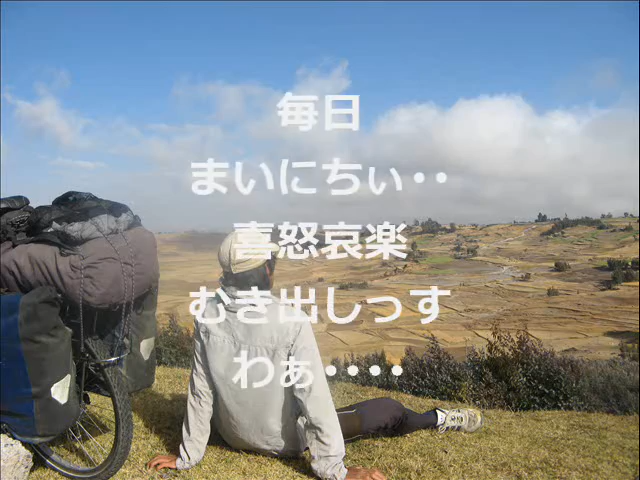 毎日
まいにちぃ‥
喜怒哀楽
むき出しっす
わぁ‥‥